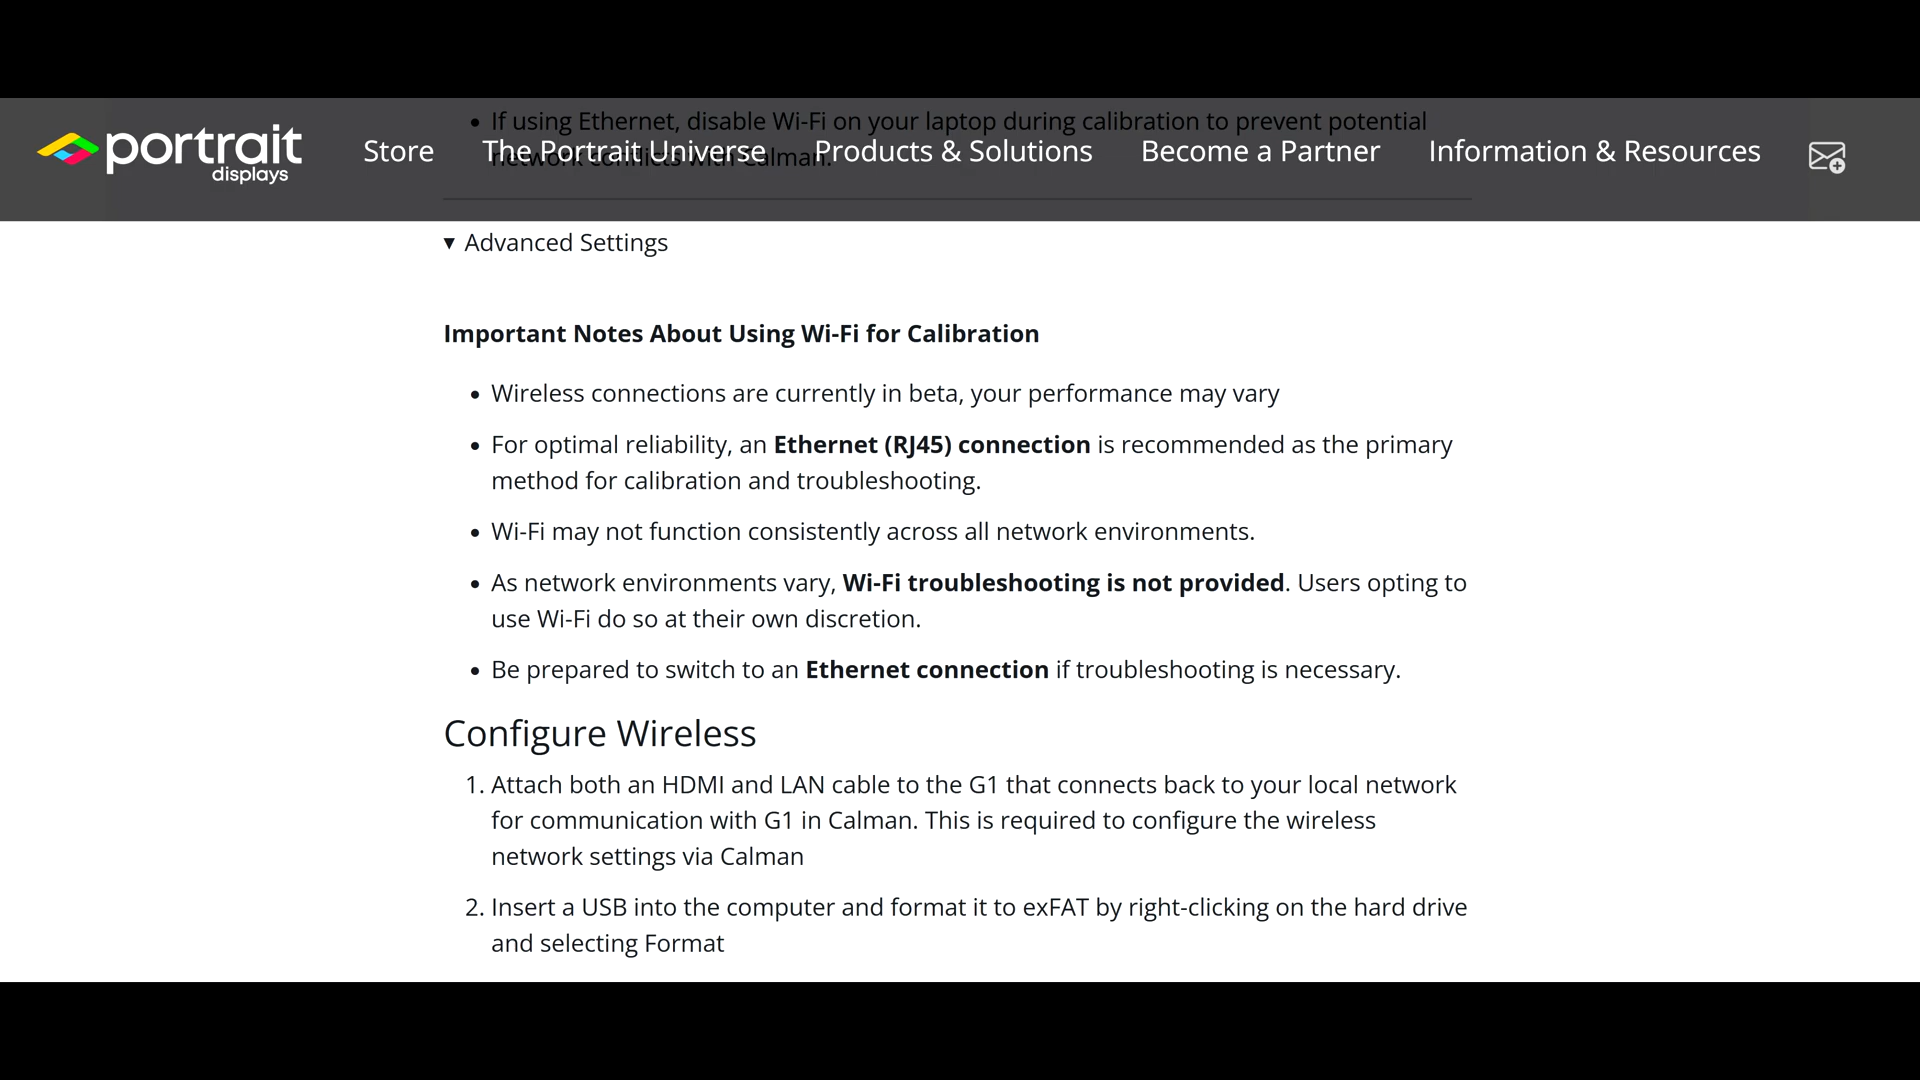 If using Ethernet, disable Wi-Fi on your laptop during calibration to prevent potential
network conflicts with Calman.
portrait
displays
Store
The Portrait Universe
Products & Solutions
Become a Partner
Information & Resources
▼ Advanced Settings
Important Notes About Using Wi-Fi for Calibration
• Wireless connections are currently in beta, your performance may vary
• For optimal reliability, an Ethernet (RJ45) connection is recommended as the primary
method for calibration and troubleshooting.
• Wi-Fi may not function consistently across all network environments.
• As network environments vary, Wi-Fi troubleshooting is not provided. Users opting to
use Wi-Fi do so at their own discretion.
• Be prepared to switch to an Ethernet connection if troubleshooting is necessary.
Configure Wireless
1. Attach both an HDMI and LAN cable to the G1 that connects back to your local network
for communication with G1 in Calman. This is required to configure the wireless
network settings via Calman
2. Insert a USB into the computer and format it to exFAT by right-clicking on the hard drive
and selecting Format